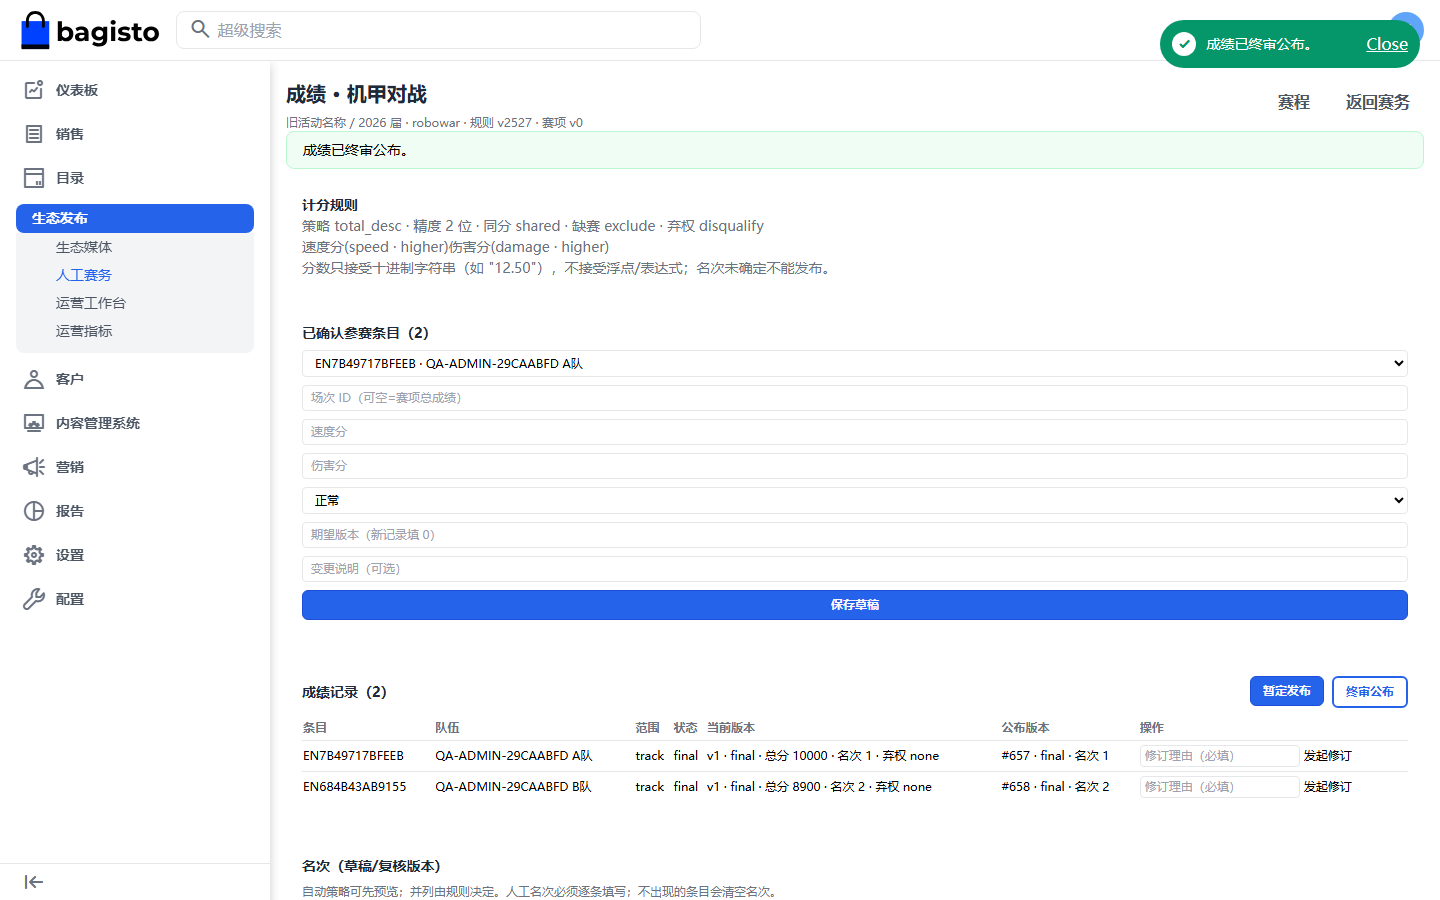 bagisto
超级搜索
成绩已终审公布。
Close
仪表板
销售
目录
生态发布
生态媒体
人工赛务
运营工作台
运营指标
客户
内容管理系统
营销
报告
设置
配置
成绩・机甲对战
赛程
返回赛务
旧活动名称 / 2026 届 · robowar · 规则 v2527 · 赛项 v0
成绩已终审公布。
计分规则
策略 total_desc · 精度 2 位 · 同分 shared · 缺赛 exclude · 弃权 disqualify
速度分(speed · higher)伤害分(damage · higher)
分数只接受十进制字符串（如 "12.50"），不接受浮点/表达式；名次未确定不能发布。
已确认参赛条目（2）
EN7B49717BFEEB · QA-ADMIN-29CAABFD A队
场次 ID（可空=赛项总成绩）
速度分
伤害分
正常
期望版本（新记录填 0）
变更说明（可选）
保存草稿
成绩记录（2）
暂定发布
终审公布
条目 队伍 范围 状态 当前版本 公布版本 操作
EN7B49717BFEEB QA-ADMIN-29CAABFD A队 track final v1 · final · 总分 10000 · 名次 1 · 弃权 none #657 · final · 名次 1 修订理由（必填） 发起修订
EN684B43AB9155 QA-ADMIN-29CAABFD B队 track final v1 · final · 总分 8900 · 名次 2 · 弃权 none #658 · final · 名次 2 修订理由（必填） 发起修订
名次（草稿/复核版本）
自动策略可先预览；并列由规则决定。人工名次必须逐条填写；不出现的条目会清空名次。